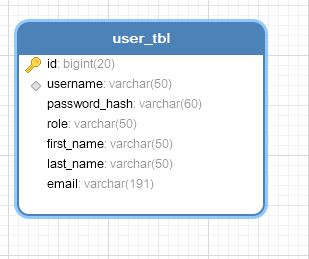 user_tbl
id: bigint(20)
username: varchar(50)
password_hash: varchar(60)
role: varchar(50)
first_name: varchar(50)
last_name: varchar(50)
email: varchar(191)